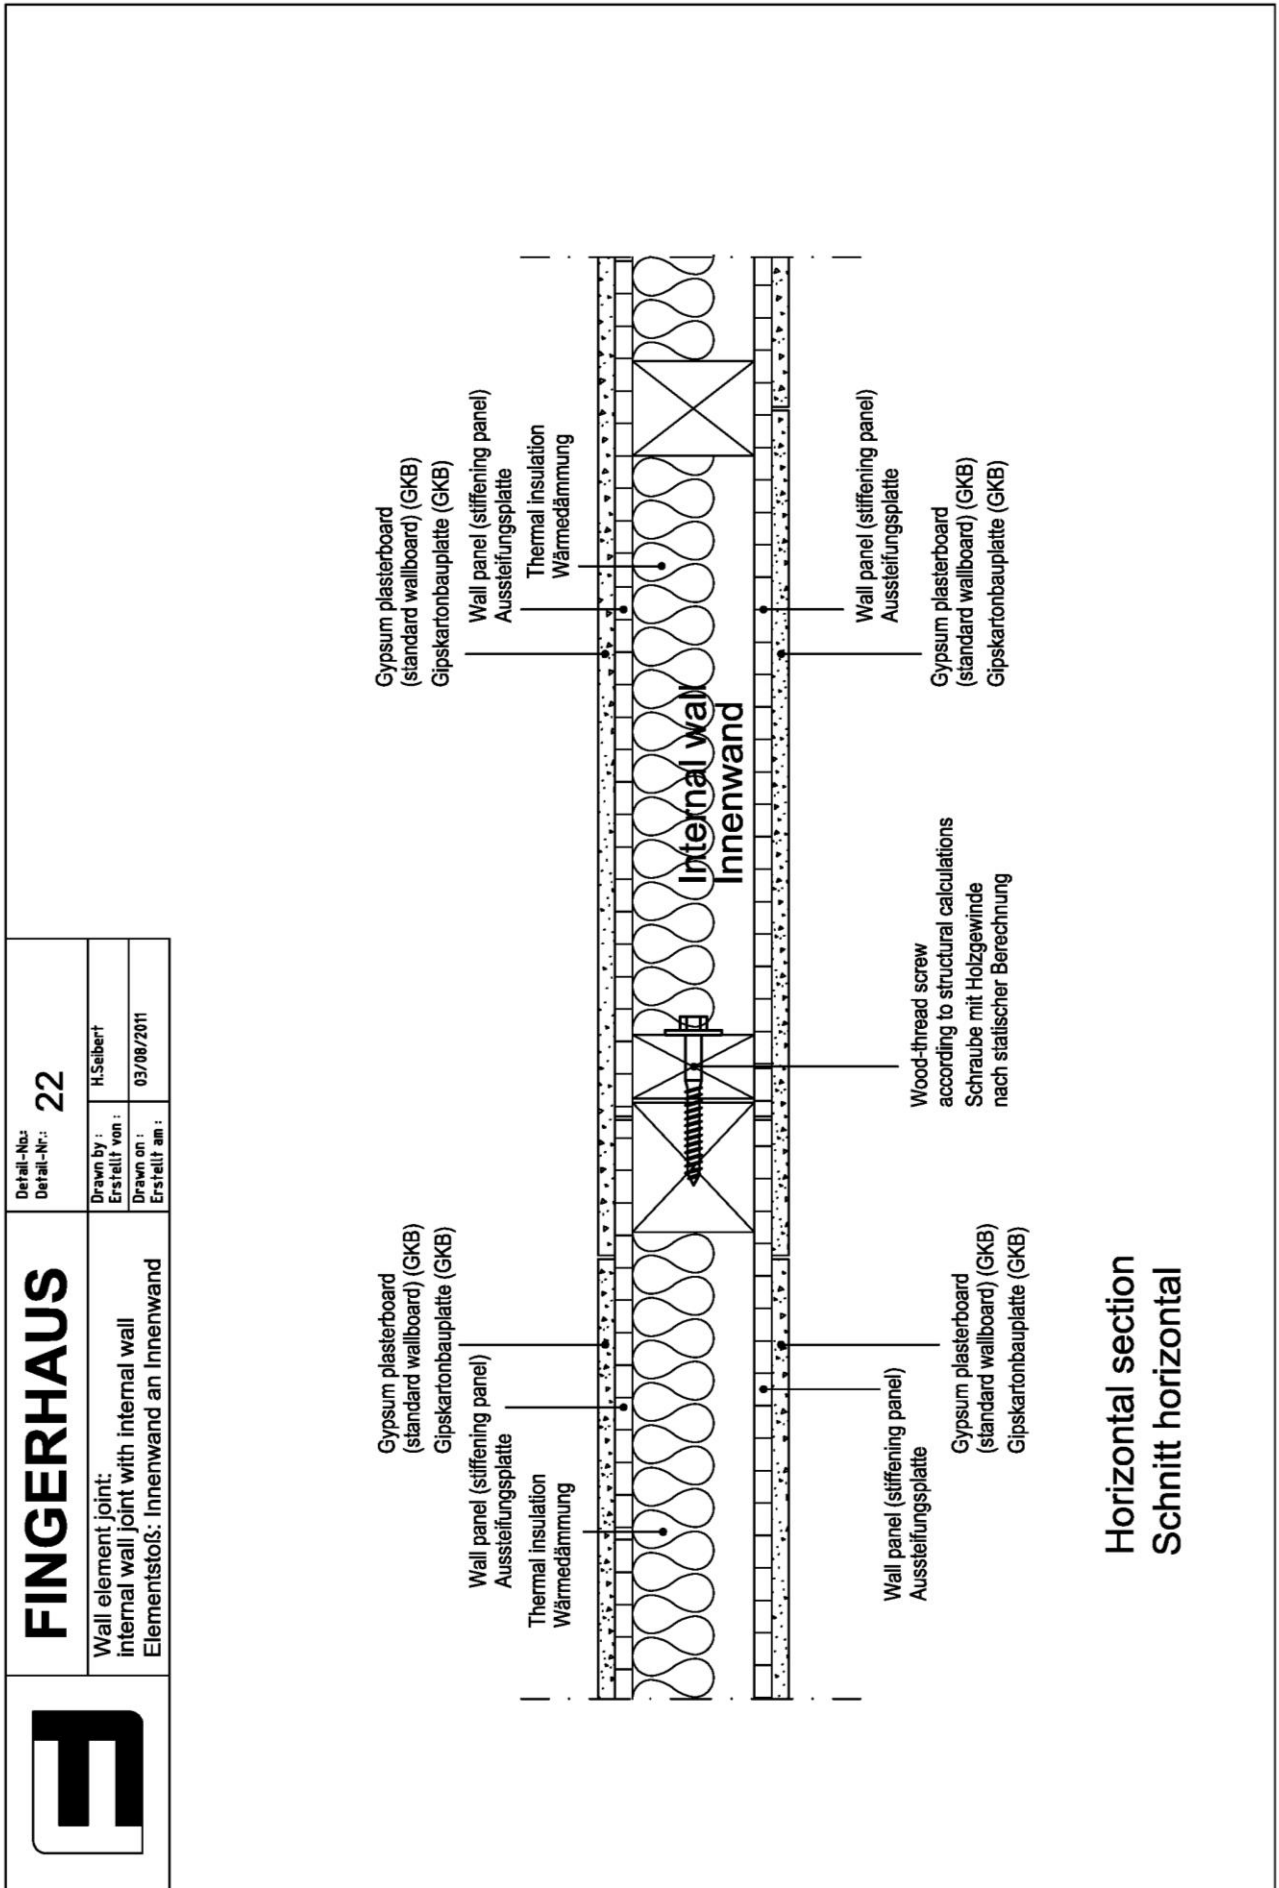 FINGERHAUS
Wall element joint:
internal wall joint with internal wall
Elementstoß: Innenwand an Innenwand
Detail-No.:
Detail-Nr.: 22
Drawn by :
Erstellt von :
H.Seibert
Drawn on :
Erstellt am :
03/08/2011
Gypsum plasterboard
(standard wallboard) (GKB)
Gipskartonbauplatte (GKB)
Wall panel (stiffening panel)
Aussteifungsplatte
Thermal insulation
Wärmedämmung
Gypsum plasterboard
(standard wallboard) (GKB)
Gipskartonbauplatte (GKB)
Wall panel (stiffening panel)
Aussteifungsplatte
Thermal insulation
Wärmedämmung
Internal wall
Innenwand
Wall panel (stiffening panel)
Aussteifungsplatte
Gypsum plasterboard
(standard wallboard) (GKB)
Gipskartonbauplatte (GKB)
Wood-thread screw
according to structural calculations
Schraube mit Holzgewinde
nach statischer Berechnung
Wall panel (stiffening panel)
Aussteifungsplatte
Gypsum plasterboard
(standard wallboard) (GKB)
Gipskartonbauplatte (GKB)
Horizontal section
Schnitt horizontal